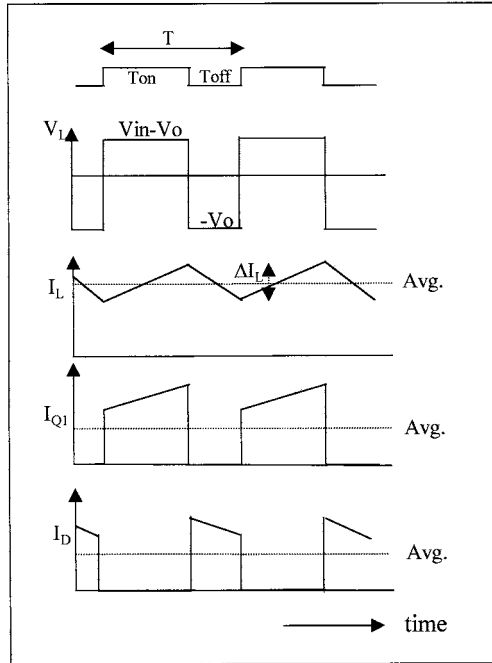 T
Ton Toff
VL Vin-Vo
-Vo
ΔIL
IL Avg.
IQ1 Avg.
ID Avg.
time